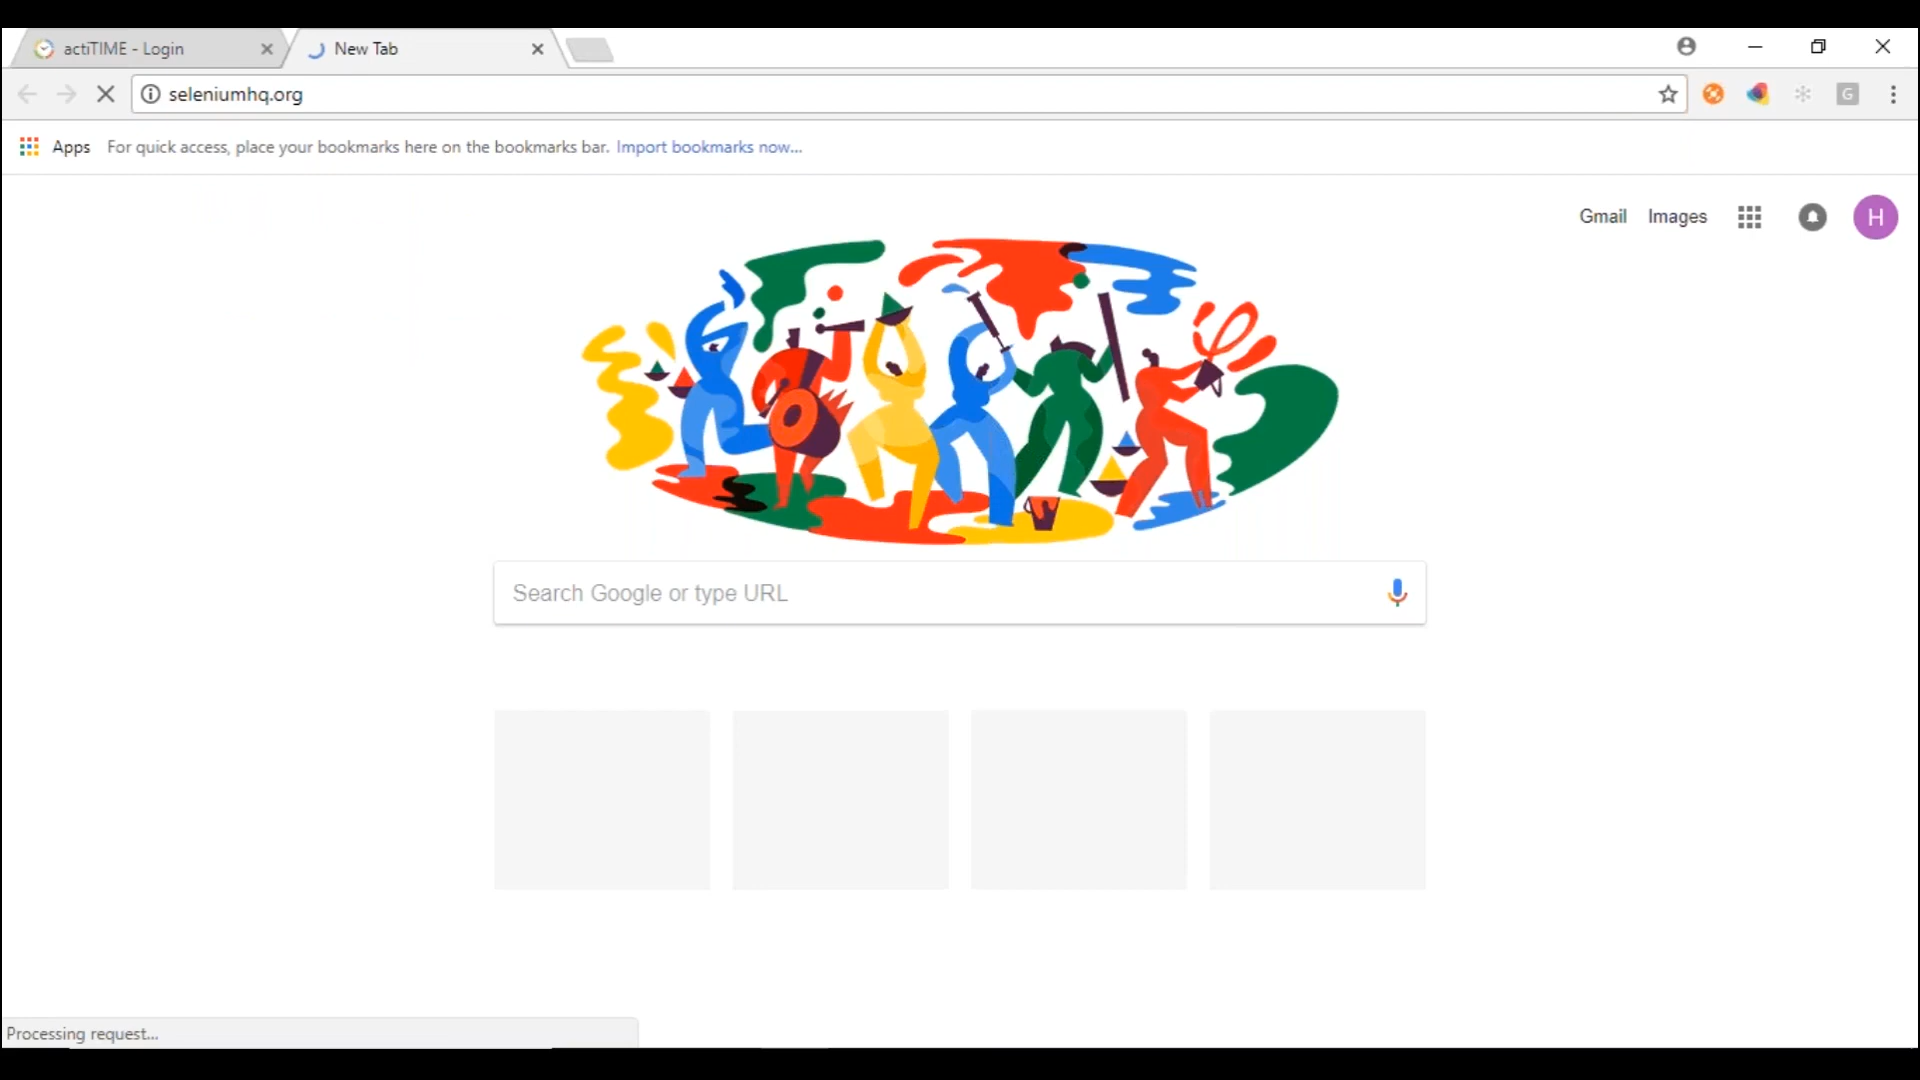 actiTIME - Login
New Tab
seleniumhq.org
G
Apps For quick access, place your bookmarks here on the bookmarks bar. Import bookmarks now...
Gmail Images H
Search Google or type URL
Processing request...